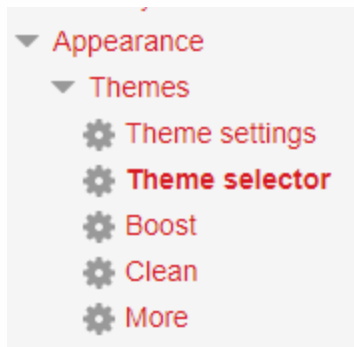 Appearance
Themes
Theme settings
Theme selector
Boost
Clean
More